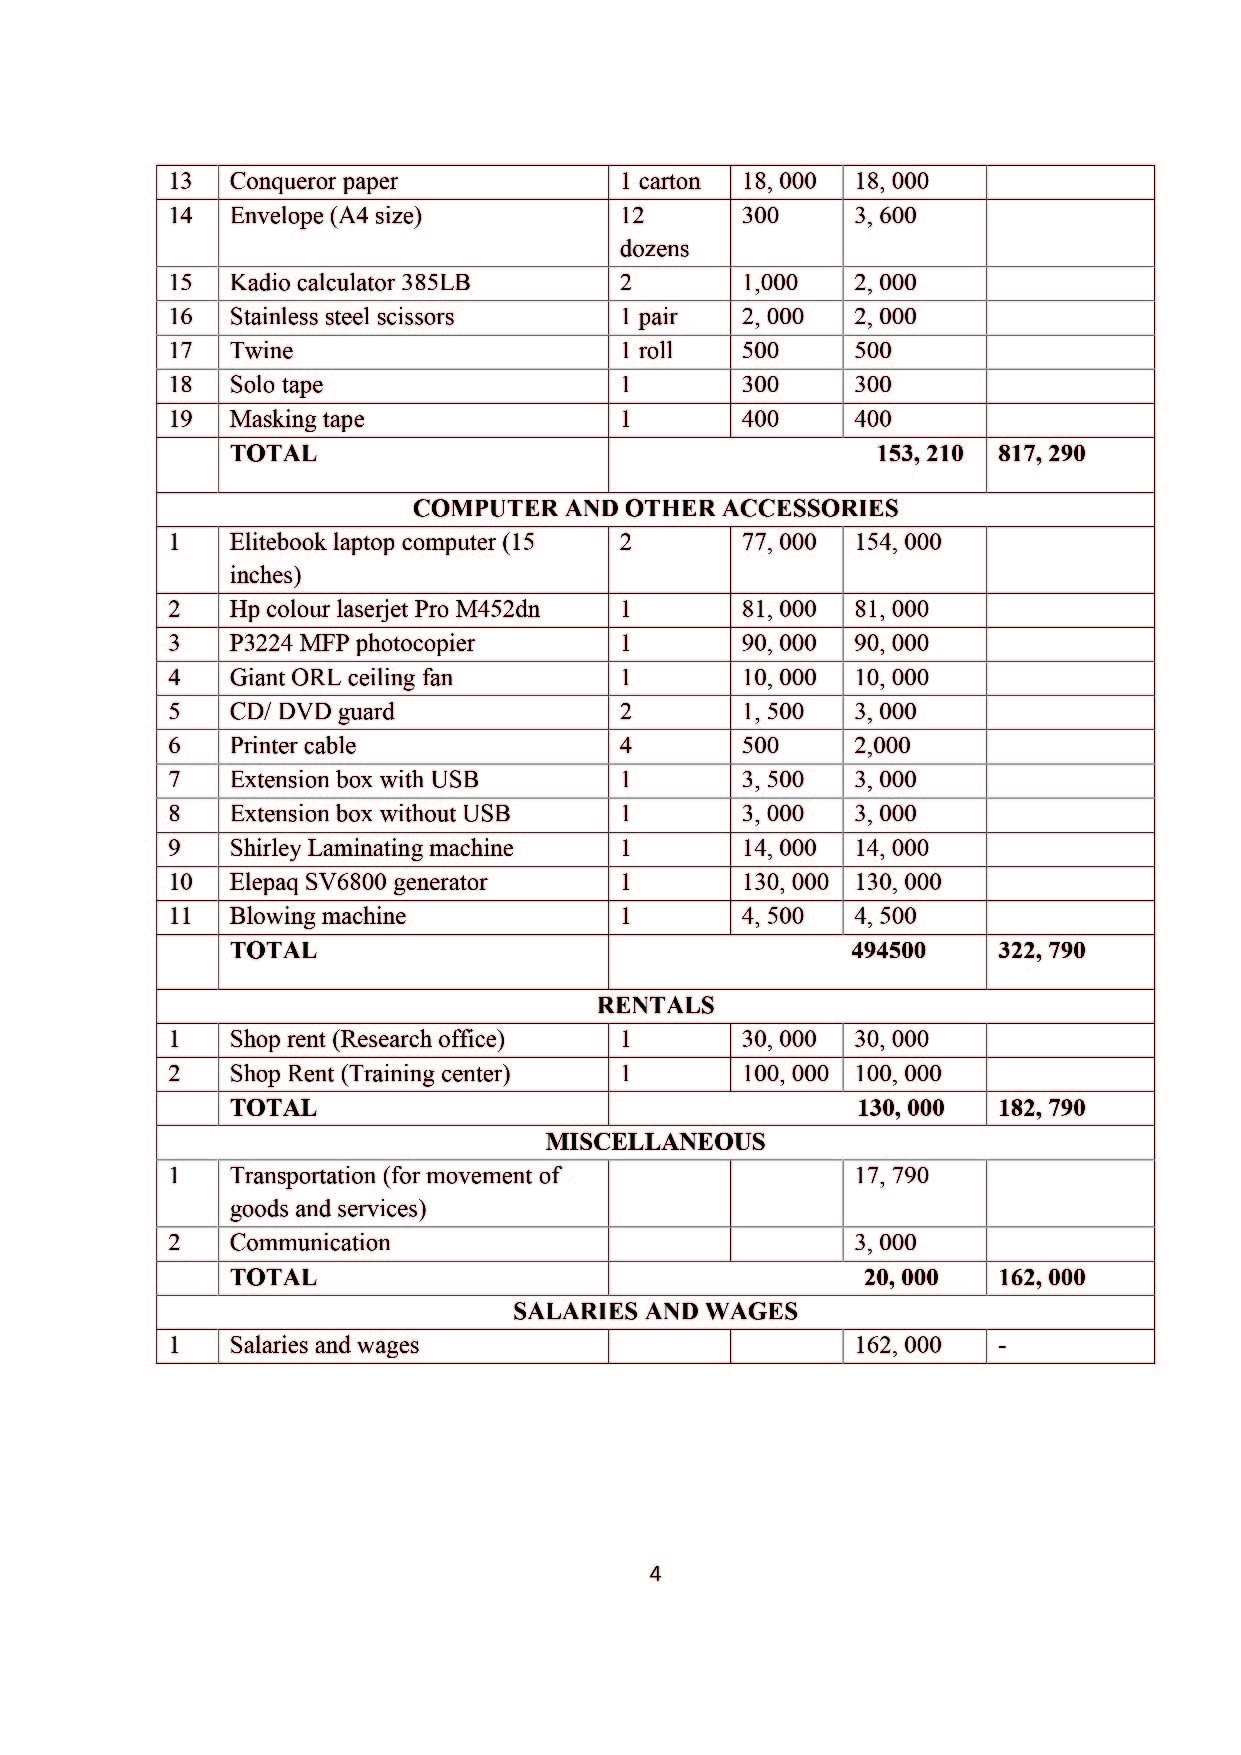 13 Conqueror paper 1 carton 18, 000 18, 000
14 Envelope (A4 size) 12 300 3, 600
dozens
15 Kadio calculator 385LB 2 1,000 2, 000
16 Stainless steel scissors 1 pair 2, 000 2, 000
17 Twine 1 roll 500 500
18 Solo tape 1 300 300
19 Masking tape 1 400 400
TOTAL 153, 210 817, 290
COMPUTER AND OTHER ACCESSORIES
1 Elitebook laptop computer (15 2 77, 000 154, 000
inches)
2 Hp colour laserjet Pro M452dn 1 81, 000 81, 000
3 P3224 MFP photocopier 1 90, 000 90, 000
4 Giant ORL ceiling fan 1 10, 000 10, 000
5 CD/ DVD guard 2 1, 500 3, 000
6 Printer cable 4 500 2,000
7 Extension box with USB 1 3, 500 3, 000
8 Extension box without USB 1 3, 000 3, 000
9 Shirley Laminating machine 1 14, 000 14, 000
10 Elepaq SV6800 generator 1 130, 000 130, 000
11 Blowing machine 1 4, 500 4, 500
TOTAL 494500 322, 790
RENTALS
1 Shop rent (Research office) 1 30, 000 30, 000
2 Shop Rent (Training center) 1 100, 000 100, 000
TOTAL 130, 000 182, 790
MISCELLANEOUS
1 Transportation (for movement of 17, 790
goods and services)
2 Communication 3, 000
TOTAL 20, 000 162, 000
SALARIES AND WAGES
1 Salaries and wages 162, 000 -
4